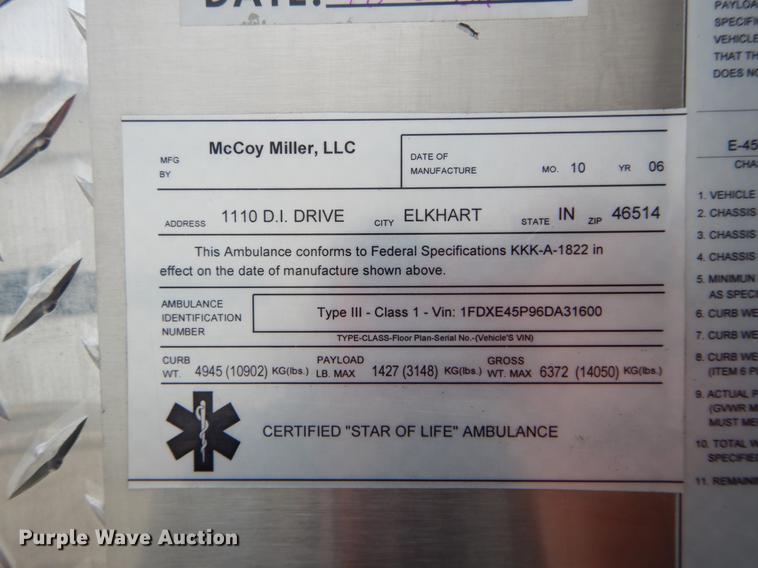 DATE:
McCoy Miller, LLC
MFG
BY
DATE OF
MANUFACTURE
MO. 10 YR 06
ADDRESS 1110 D.I. DRIVE CITY ELKHART STATE IN ZIP 46514
This Ambulance conforms to Federal Specifications KKK-A-1822 in
effect on the date of manufacture shown above.
AMBULANCE
IDENTIFICATION
NUMBER
Type III - Class 1 - Vin: 1FDXE45P96DA31600
TYPE-CLASS-Floor Plan-Serial No.-(Vehicle'S VIN)
CURB
WT. 4945 (10902) KG(lbs.)
PAYLOAD
LB. MAX 1427 (3148) KG(lbs.)
GROSS
WT. MAX 6372 (14050) KG(lbs.)
CERTIFIED "STAR OF LIFE" AMBULANCE
PAYLOA
SPECIFI
VEHICLE
THAT TH
DOES NO
E-45
CHA
1. VEHICLE
2. CHASSIS
3. CHASSIS
4. CHASSIS
5. MINIMUN
AS SPECI
6. CURB WE
7. CURB WE
8. CURB WE
(ITEM 6 P
9. ACTUAL P
(GVWR M
MUST ME
10. TOTAL W
SPECIFIE
11. REMAININ
Purple Wave Auction